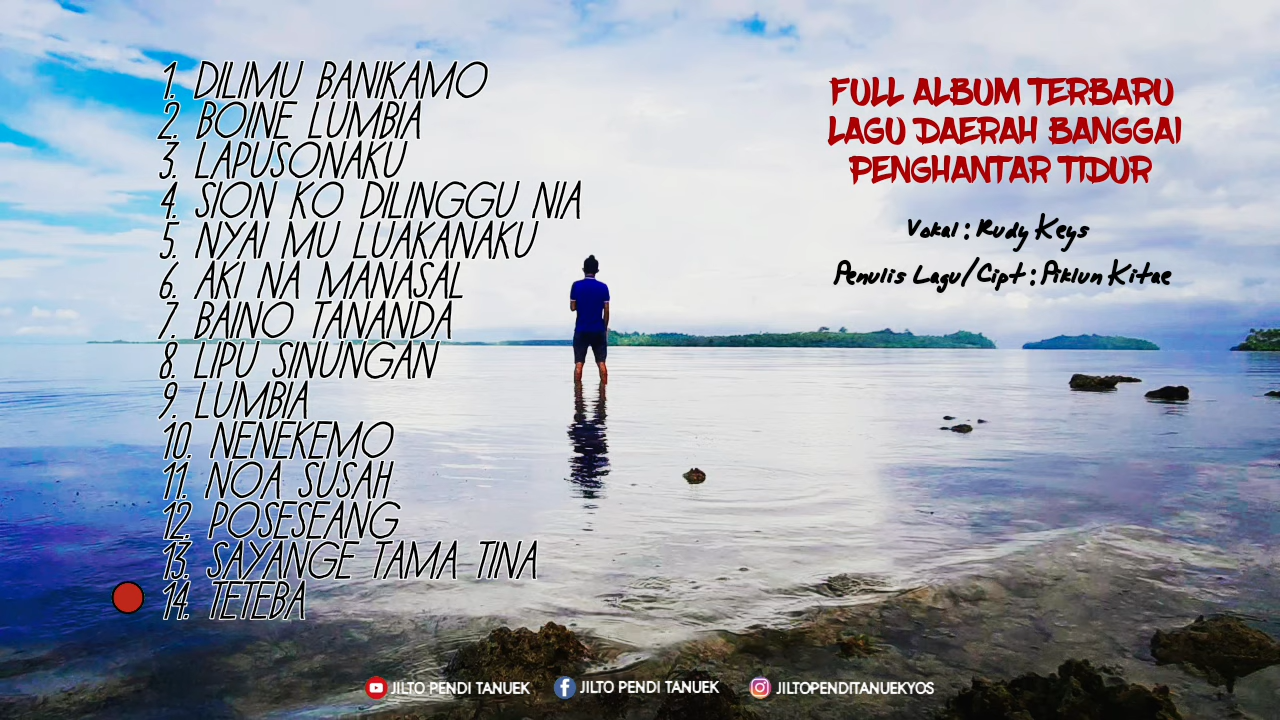 1. DILIMU BANIKAMO
2. BOINE LUMBIA
3. LAPUSONAKU
4. SION KO DILINGGU NIA
5. NYAI MU LUAKANAKU
6. AKI NA MANASAL
7. BAINO TANANDA
8. LIPU SINUNGAN
9. LUMBIA
10. NENEKEMO
11. NOA SUSAH
12. POSESEANG
13. SAYANGE TAMA TINA
14. TETEBA
FULL ALBUM TERBARU
LAGU DAERAH BANGGAI
PENGHANTAR TIDUR
Vokal : Rudy Keys
Penulis Lagu/Cipt : Aklun Kitae
JILTO PENDI TANUEK
JILTO PENDI TANUEK
JILTOPENDITANUEKYOS